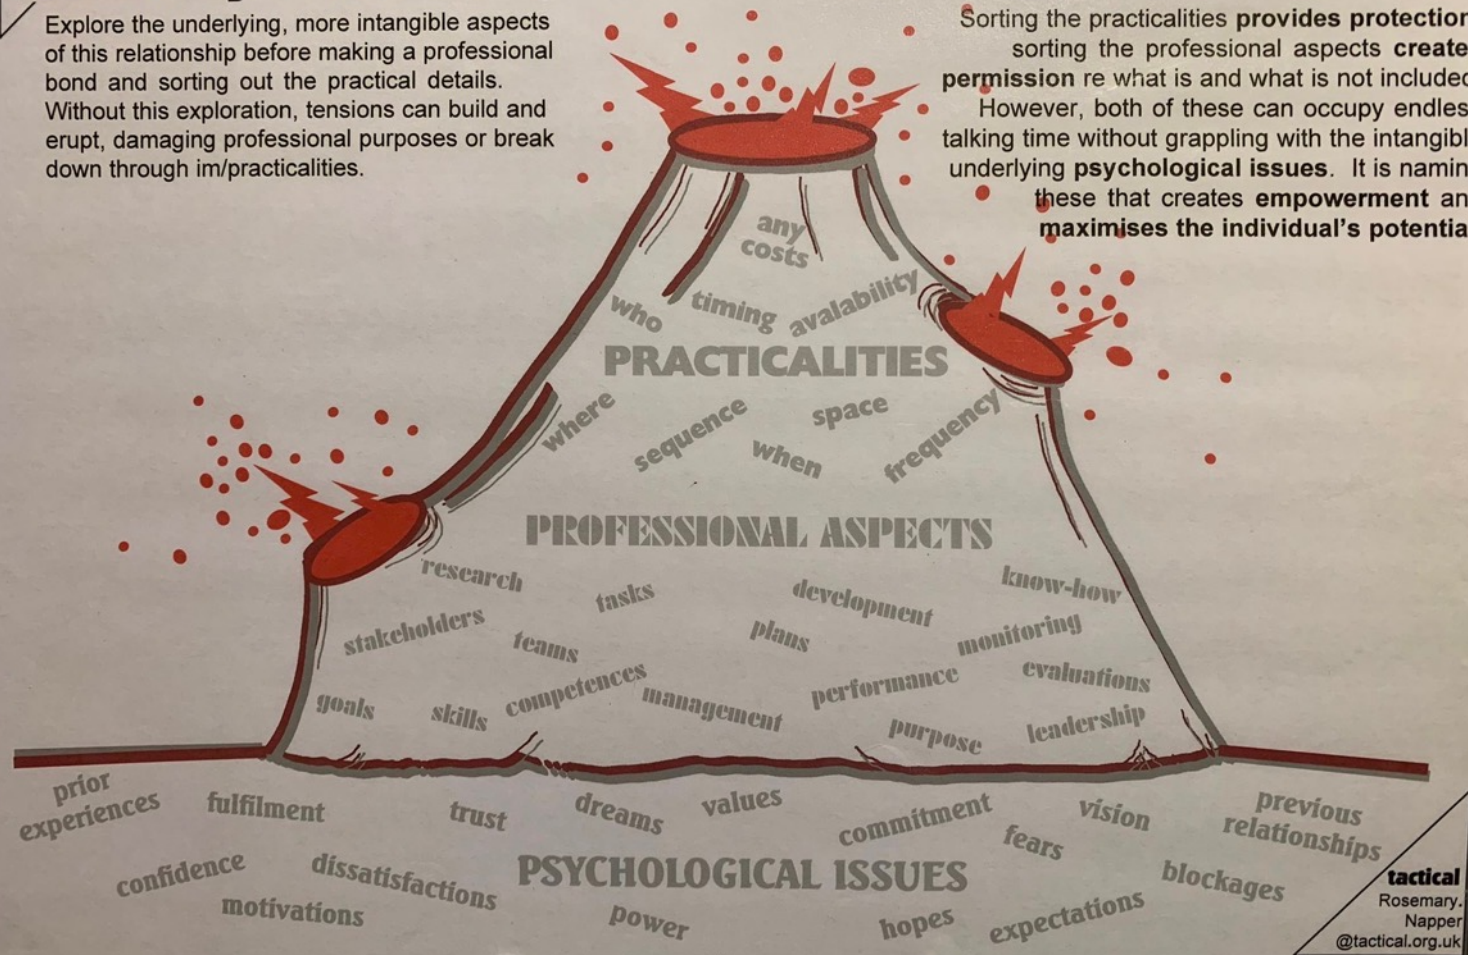 Explore the underlying, more intangible aspects
of this relationship before making a professional
bond and sorting out the practical details.
Without this exploration, tensions can build and
erupt, damaging professional purposes or break
down through im/practicalities.
Sorting the practicalities provides protection
sorting the professional aspects create
permission re what is and what is not included
However, both of these can occupy endles
talking time without grappling with the intangibl
underlying psychological issues. It is namin
these that creates empowerment an
maximises the individual's potentia
any
costs
who timing avalability
PRACTICALITIES
where sequence when space frequency
PROFESSIONAL ASPECTS
research tasks development know-how
stakeholders teams plans monitoring
goals skills competences management performance evaluations
purpose leadership
prior
experiences
fulfilment trust dreams values commitment fears vision
previous
relationships
confidence dissatisfactions
PSYCHOLOGICAL ISSUES
blockages
motivations power hopes expectations
tactical
Rosemary.
Napper
@tactical.org.uk